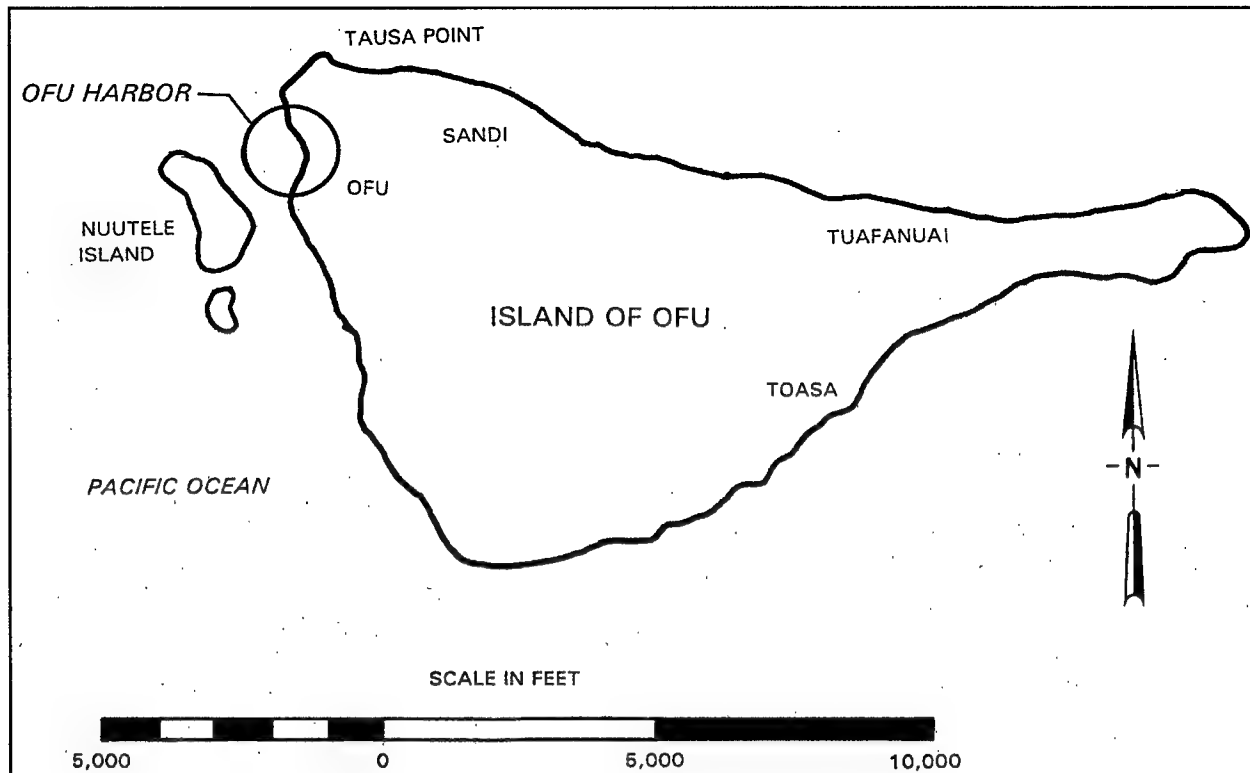 TAUSA POINT
OFU HARBOR
SANDI
OFU
NUUTELE
ISLAND
TUAFANUAI
ISLAND OF OFU
TOASA
N
PACIFIC OCEAN
SCALE IN FEET
5,000 0 5,000 10,000